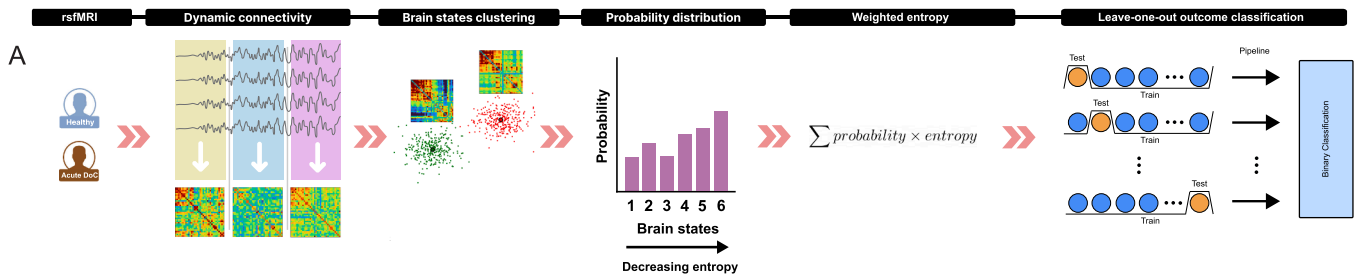 rsfMRI
Dynamic connectivity
Brain states clustering
Probability distribution
Weighted entropy
Leave-one-out outcome classification
A
Healthy
Acute DoC
Probability
1 2 3 4 5 6
Brain states
Decreasing entropy
∑ probability × entropy
Test
Pipeline
Train
Test
Train
Test
Train
Binary Classification